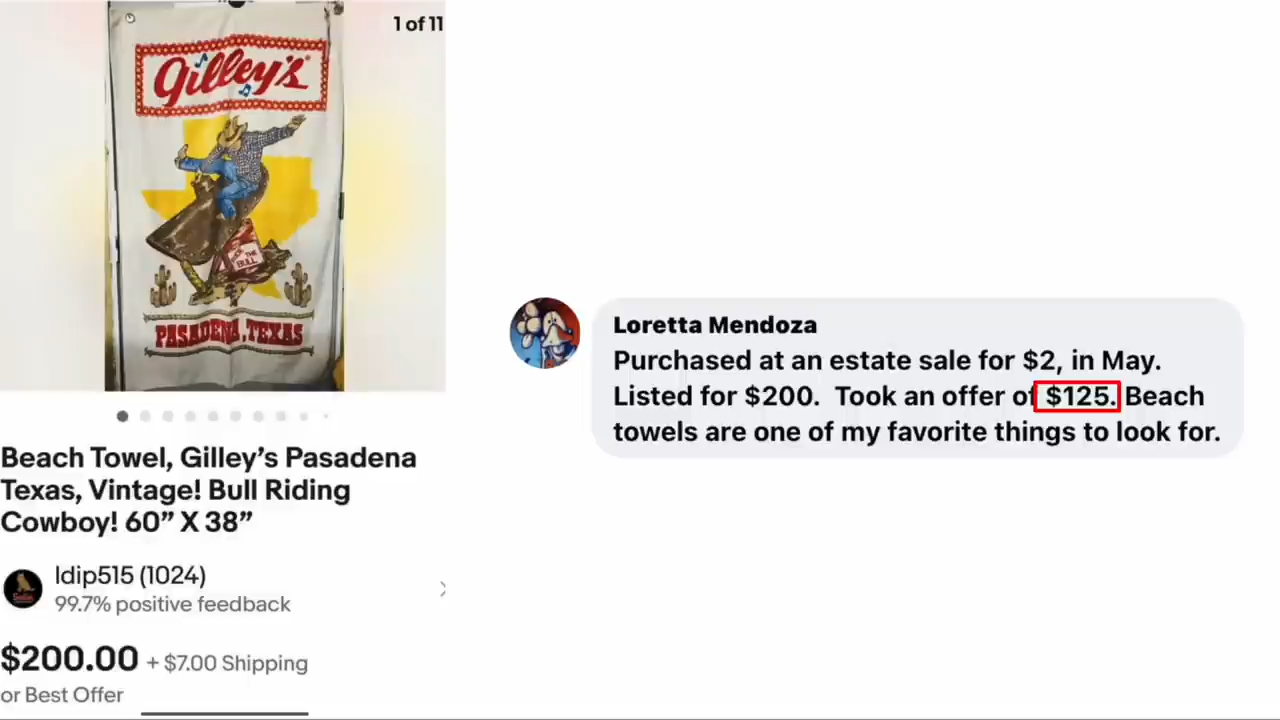 1 of 11
Gilley's
THE
BULL
PASADENA, TEXAS
Beach Towel, Gilley's Pasadena
Texas, Vintage! Bull Riding
Cowboy! 60" X 38"
ldip515 (1024)
99.7% positive feedback
$200.00 + $7.00 Shipping
or Best Offer
Loretta Mendoza
Purchased at an estate sale for $2, in May.
Listed for $200. Took an offer of $125. Beach
towels are one of my favorite things to look for.